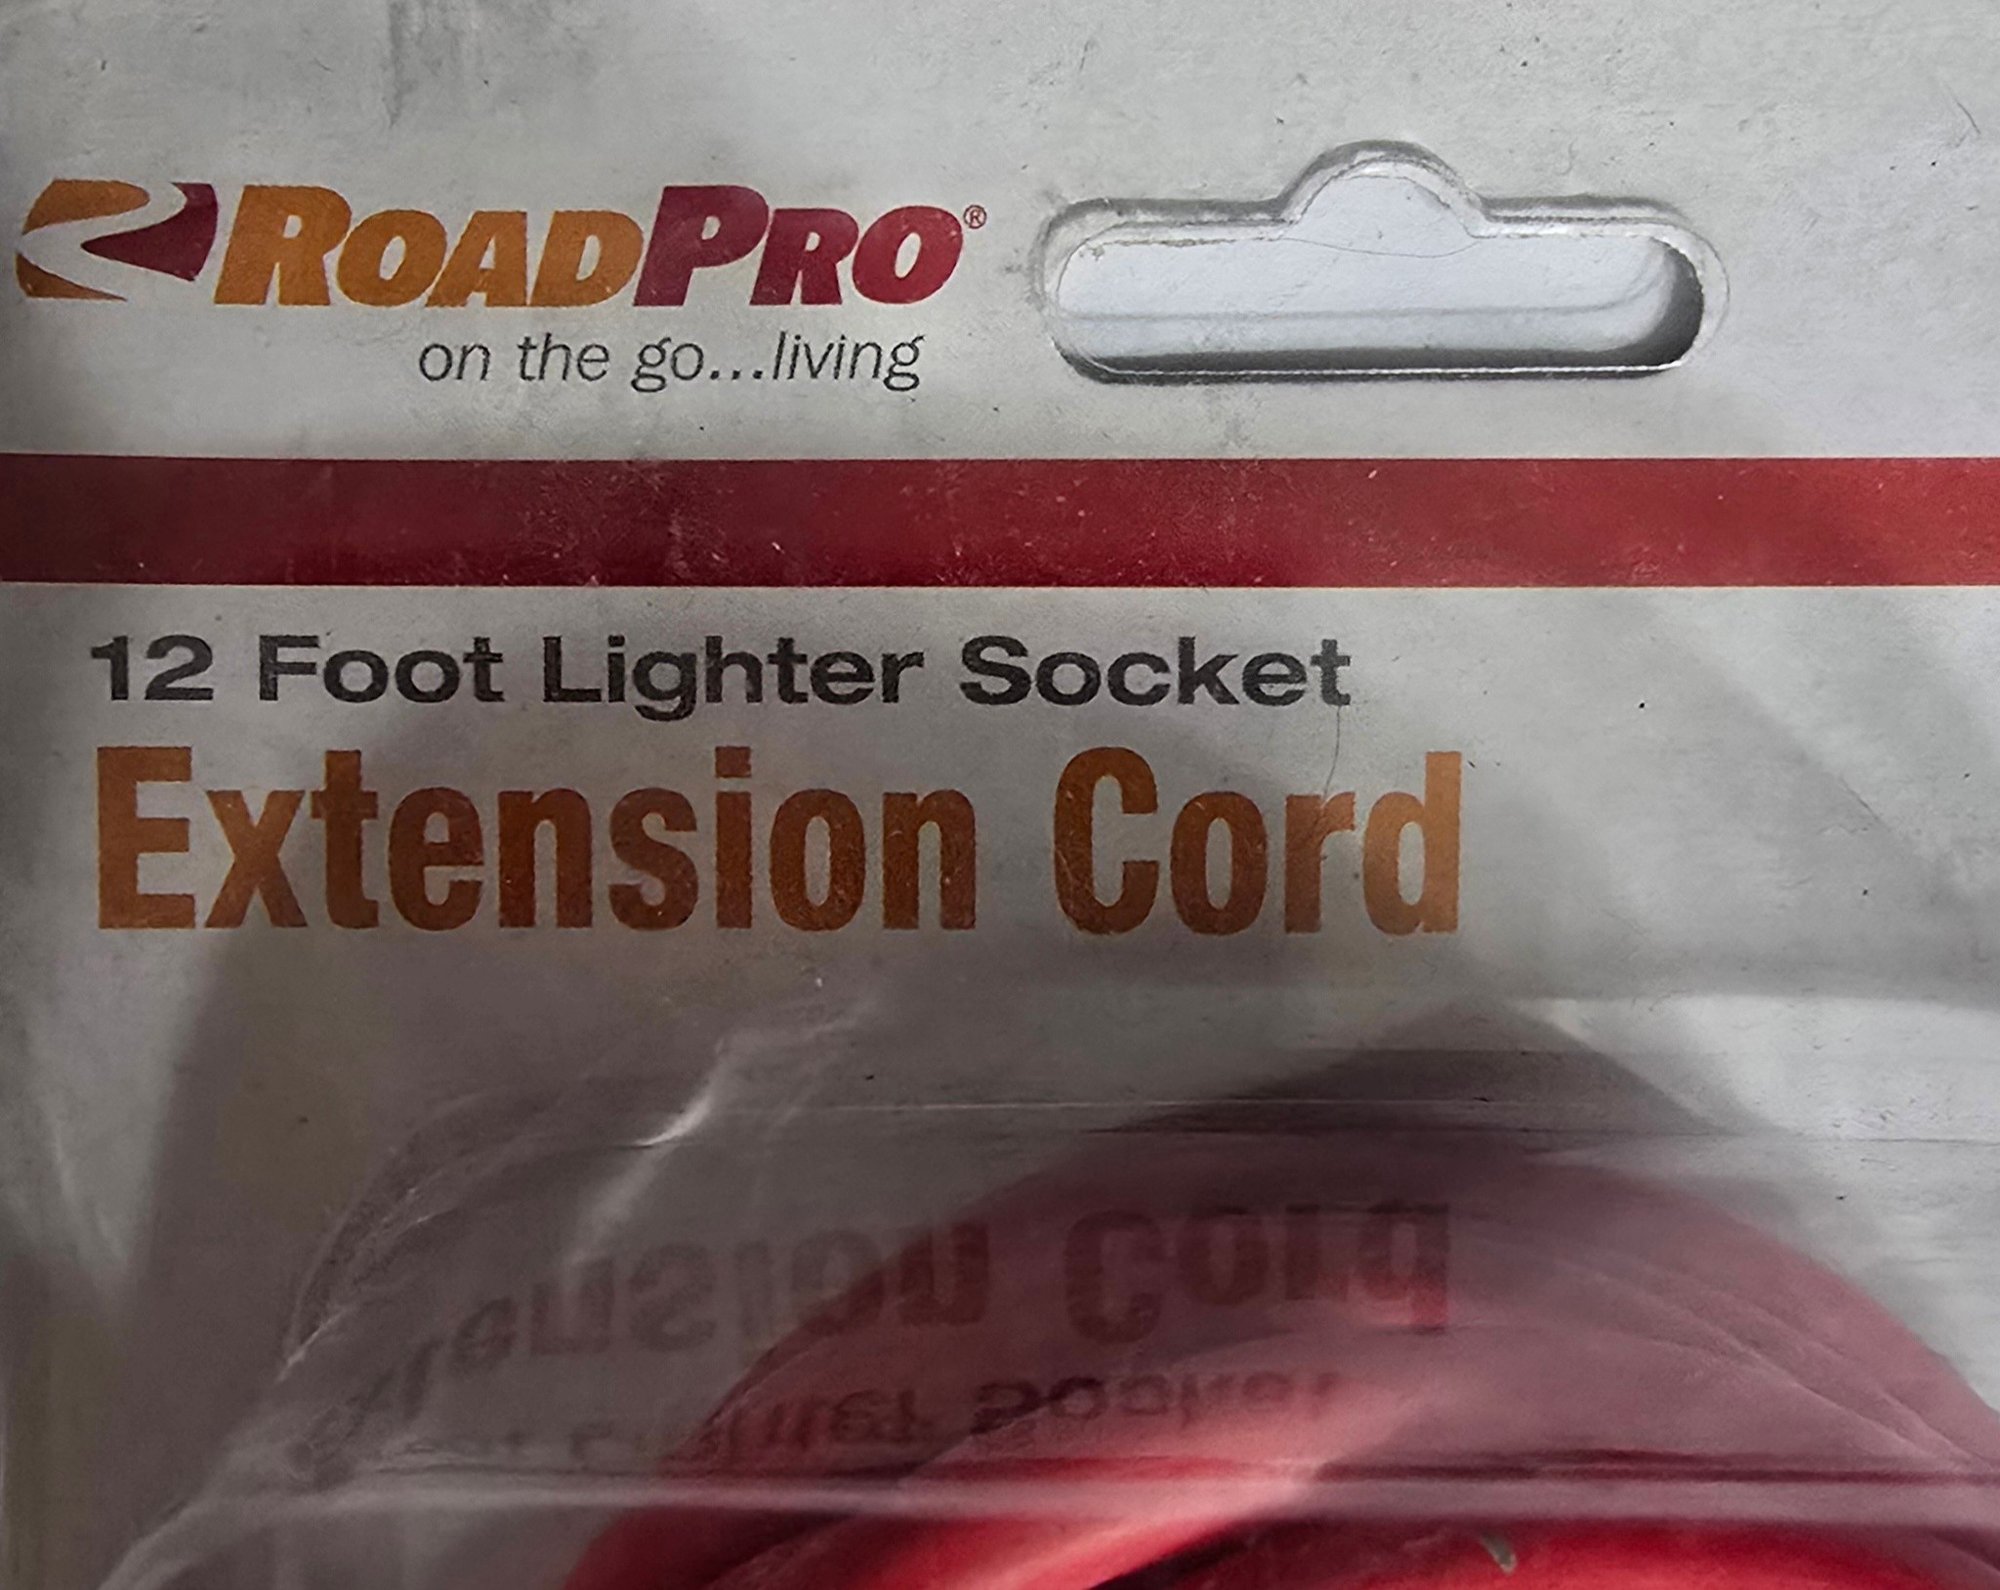 ROADPRO®
on the go...living
12 Foot Lighter Socket
Extension Cord